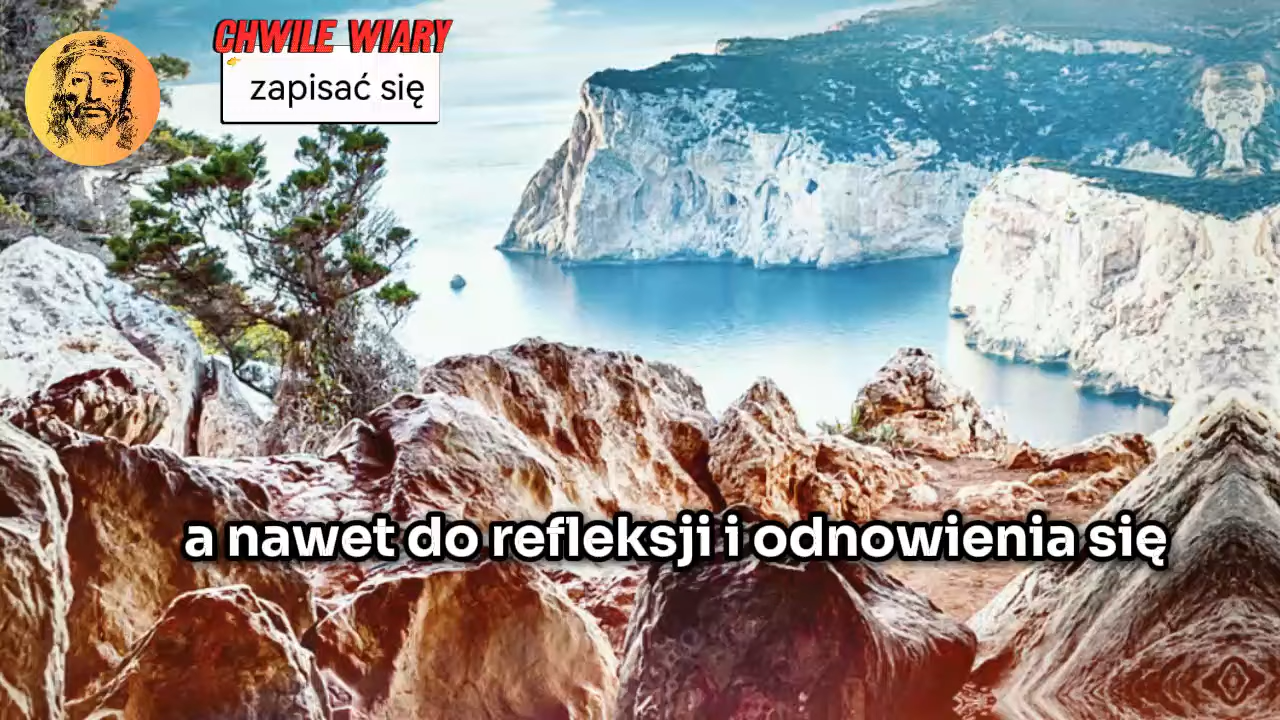 CHWILE WIARY
zapisać się
a nawet do refleksji i odnowienia się